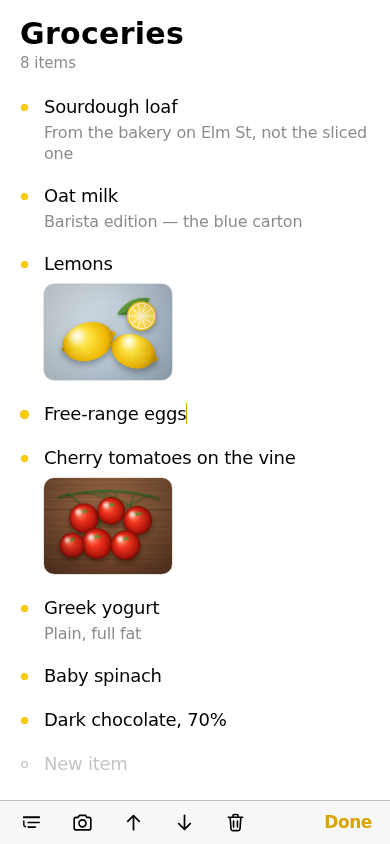 Groceries
8 items
Sourdough loaf
From the bakery on Elm St, not the sliced
one
Oat milk
Barista edition — the blue carton
Lemons
Free-range eggs
Cherry tomatoes on the vine
Greek yogurt
Plain, full fat
Baby spinach
Dark chocolate, 70%
New item
Done